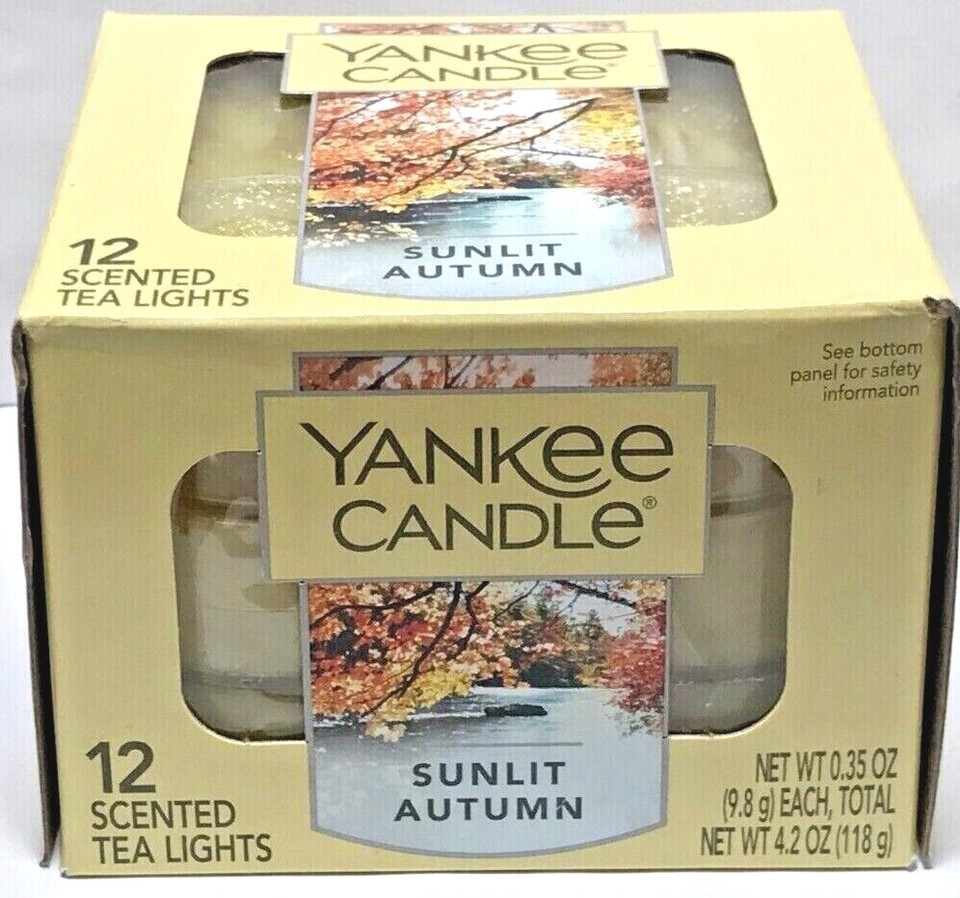 YANKEE
CANDLE®
SUNLIT
AUTUMN
12
SCENTED
TEA LIGHTS
See bottom
panel for safety
information
YANKEE
CANDLE®
SUNLIT
AUTUMN
12
SCENTED
TEA LIGHTS
NET WT 0.35 OZ
(9.8 g) EACH, TOTAL
NET WT 4.2 OZ (118 g)